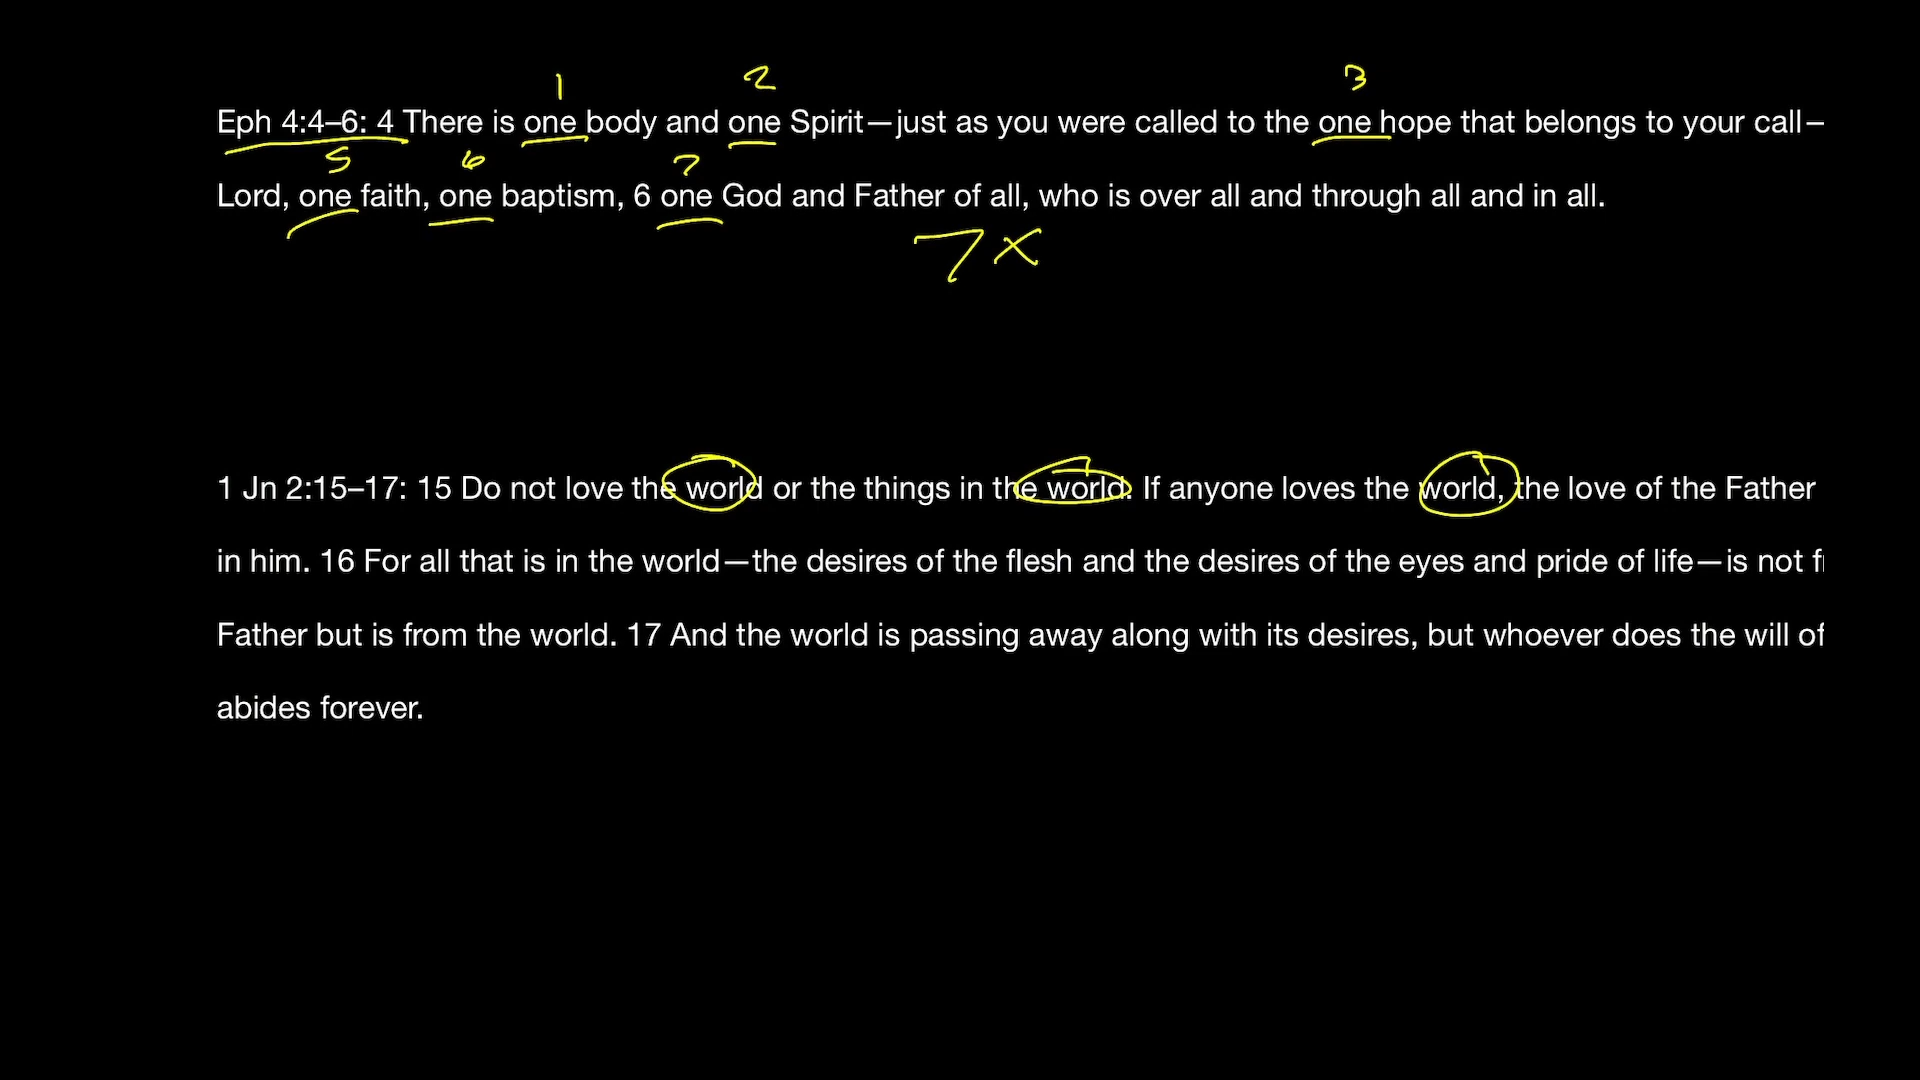 1 2 3
Eph 4:4–6: 4 There is one body and one Spirit—just as you were called to the one hope that belongs to your call—
5 6 7
Lord, one faith, one baptism, 6 one God and Father of all, who is over all and through all and in all.
7x
1 Jn 2:15–17: 15 Do not love the world or the things in the world. If anyone loves the world, the love of the Father
in him. 16 For all that is in the world—the desires of the flesh and the desires of the eyes and pride of life—is not
Father but is from the world. 17 And the world is passing away along with its desires, but whoever does the will of
abides forever.